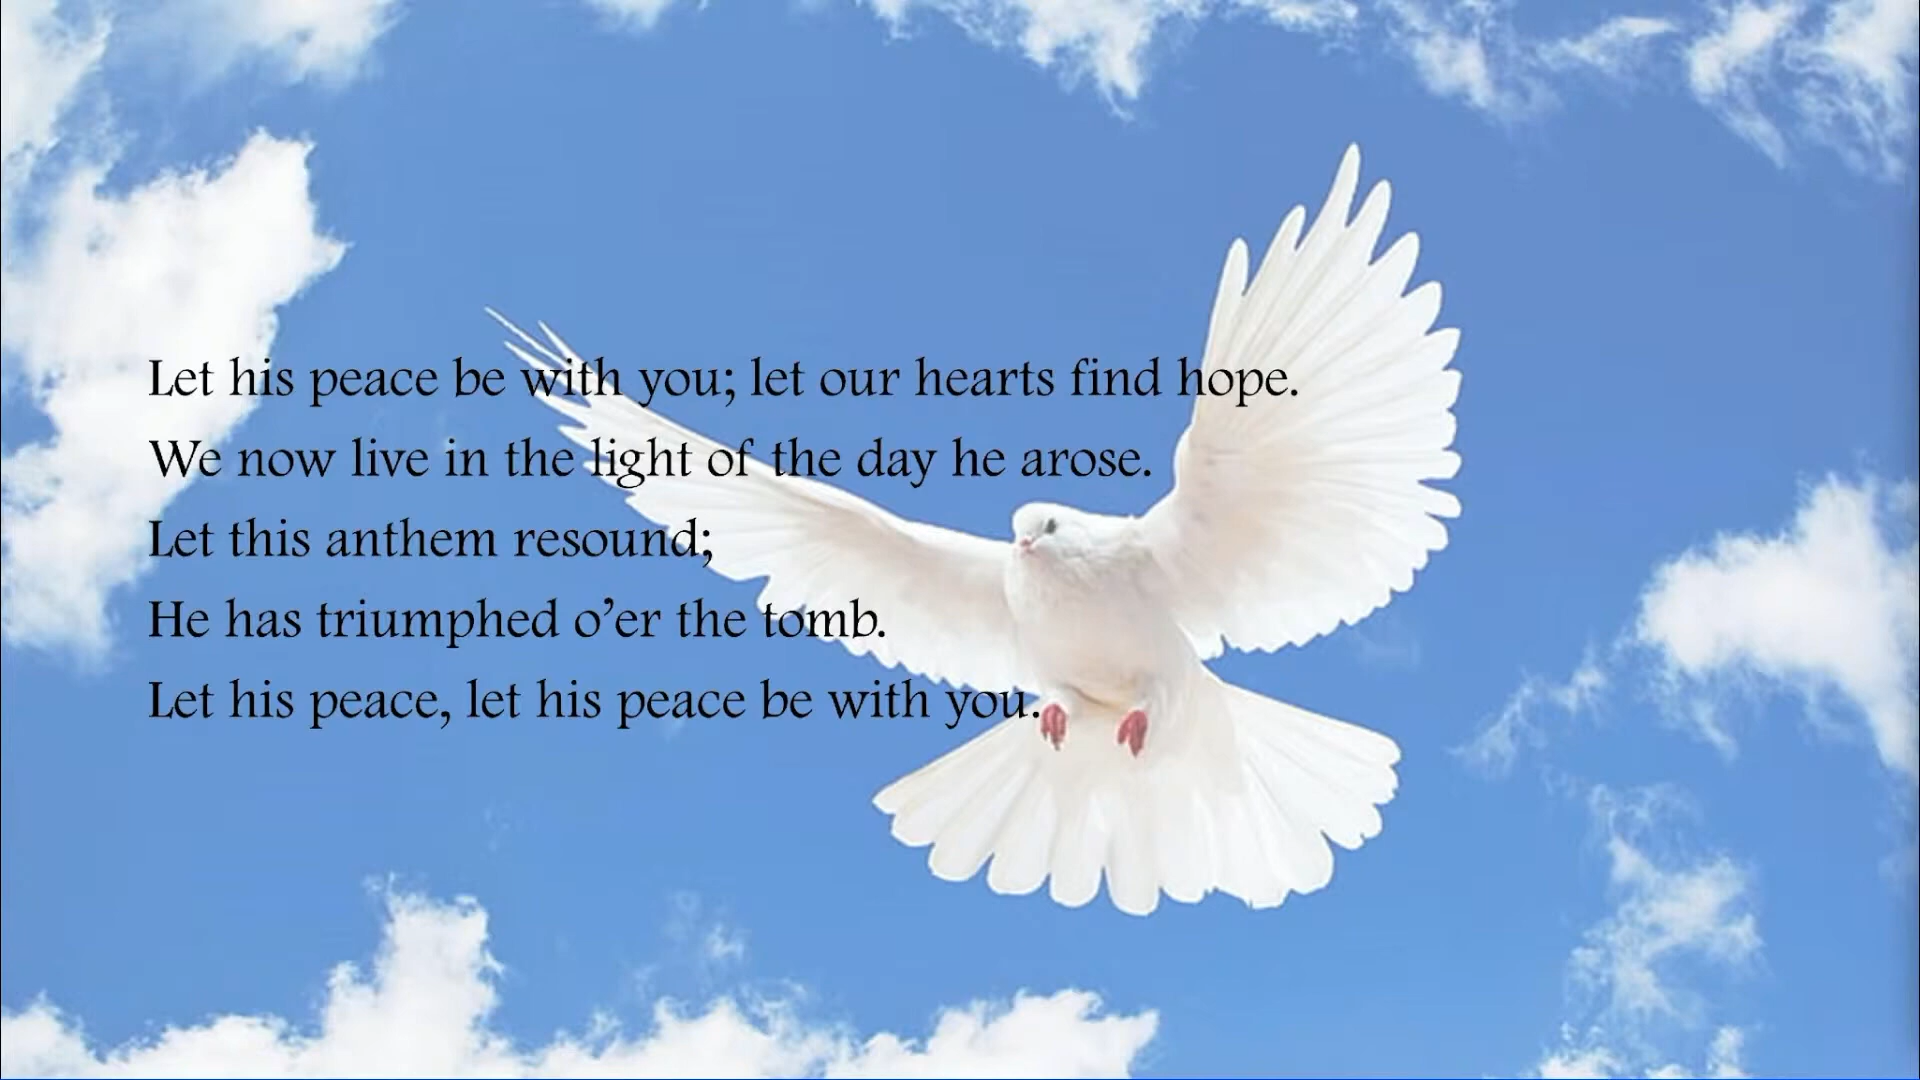 Let his peace be with you; let our hearts find hope.
We now live in the light of the day he arose.
Let this anthem resound;
He has triumphed o’er the tomb.
Let his peace, let his peace be with you.